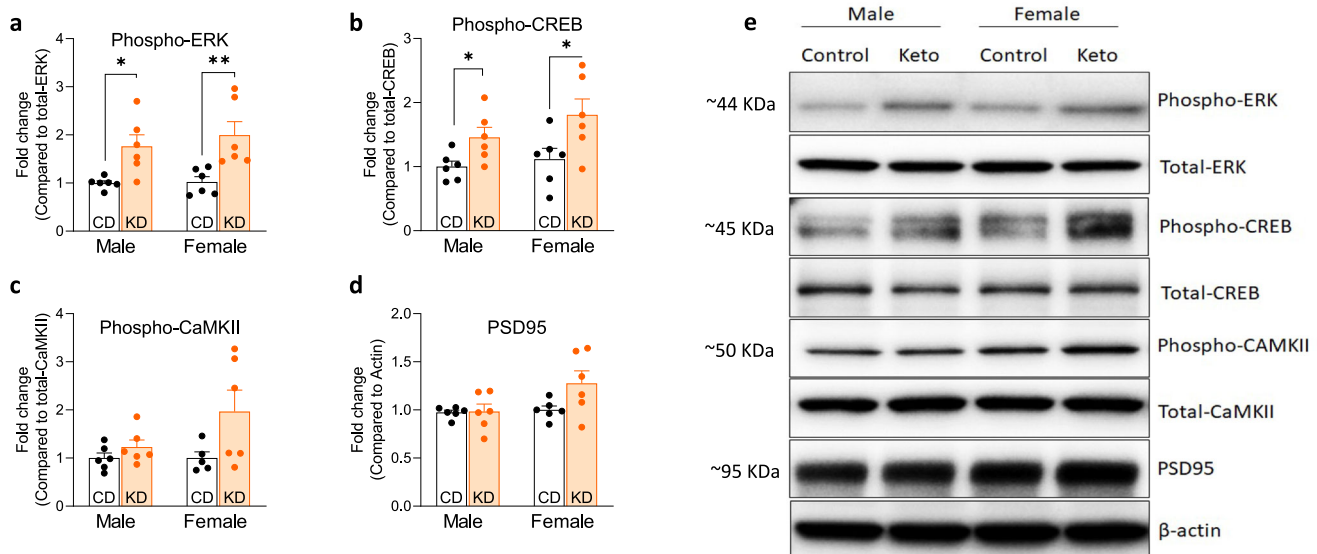 a
Phospho-ERK
Fold change
(Compared to total-ERK)
4
3
2
1
0
*
**
CD
KD
CD
KD
Male
Female
b
Phospho-CREB
Fold change
(Compared to total-CREB)
3
2
1
0
*
*
CD
KD
CD
KD
Male
Female
c
Phospho-CaMKII
Fold change
(Compared to total-CaMKII)
4
3
2
1
0
CD
KD
CD
KD
Male
Female
d
PSD95
Fold change
(Compared to Actin)
2.0
1.5
1.0
0.5
0.0
CD
KD
CD
KD
Male
Female
e
Male
Female
Control
Keto
Control
Keto
~44 KDa
Phospho-ERK
Total-ERK
~45 KDa
Phospho-CREB
Total-CREB
~50 KDa
Phospho-CAMKII
Total-CaMKII
~95 KDa
PSD95
β-actin